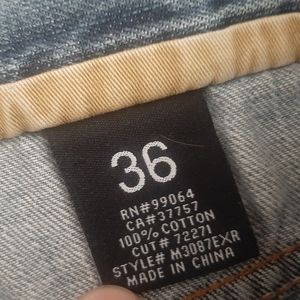 36
RN#99064
CA#37757
100% COTTON
CUT# 72271
STYLE# M3087EXR
MADE IN CHINA